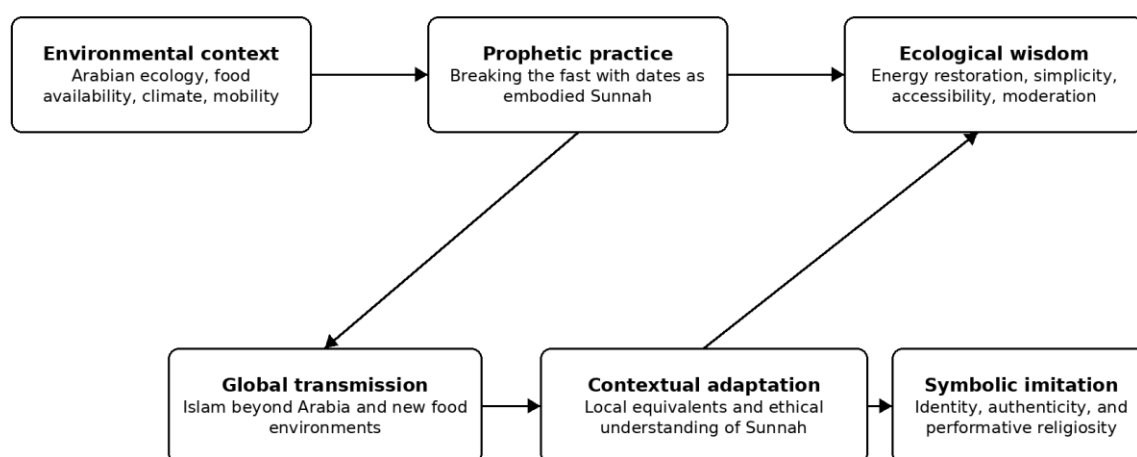 Environmental context
Arabian ecology, food
availability, climate, mobility
Prophetic practice
Breaking the fast with dates as
embodied Sunnah
Ecological wisdom
Energy restoration, simplicity,
accessibility, moderation
Global transmission
Islam beyond Arabia and new food
environments
Contextual adaptation
Local equivalents and ethical
understanding of Sunnah
Symbolic imitation
Identity, authenticity, and
performative religiosity